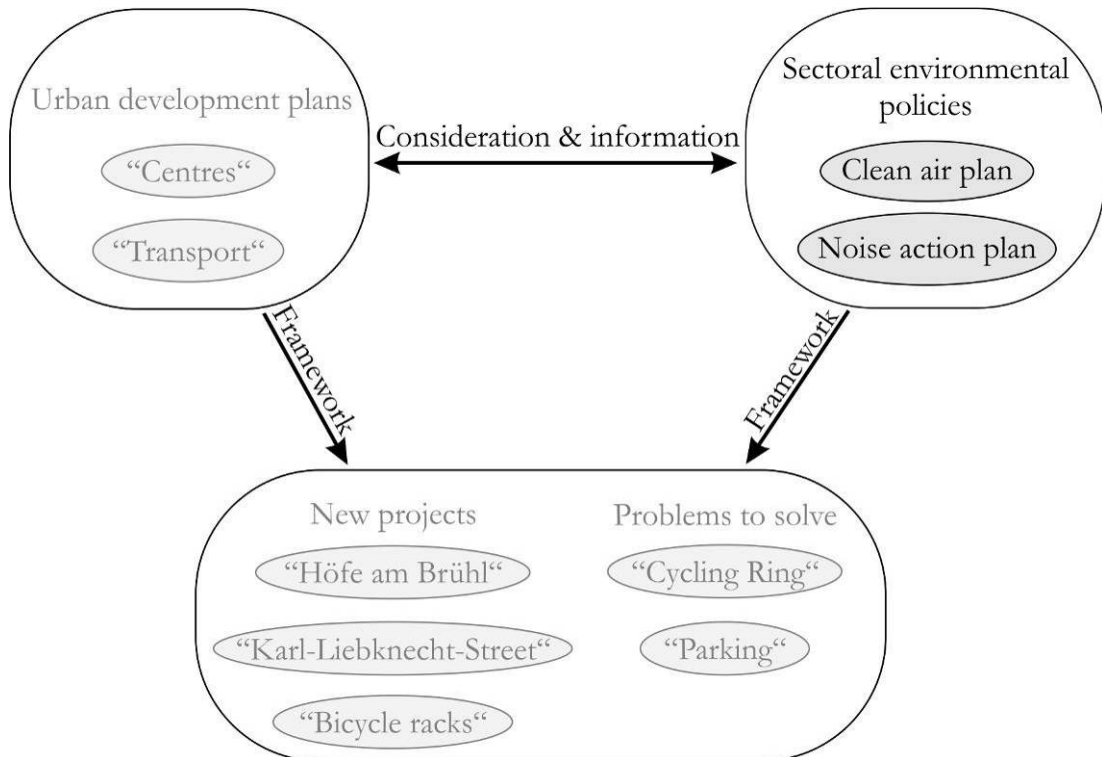 Urban development plans
“Centres“
“Transport“
Consideration & information
Sectoral environmental
policies
Clean air plan
Noise action plan
Framework
Framework
New projects
“Höfe am Brühl“
“Karl-Liebknecht-Street“
“Bicycle racks“
Problems to solve
“Cycling Ring“
“Parking“